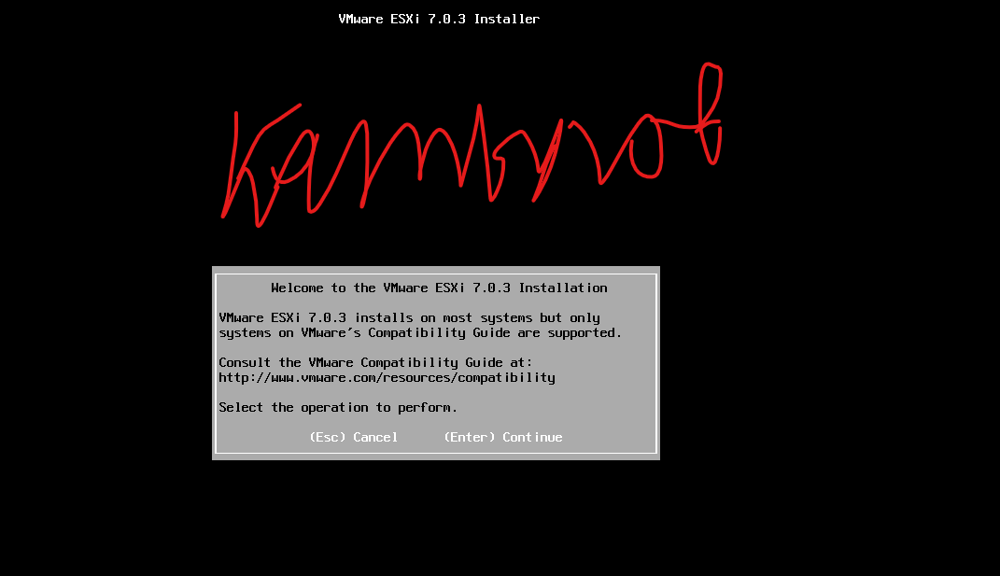 VMware ESXi 7.0.3 Installer
Welcome to the VMware ESXi 7.0.3 Installation
VMware ESXi 7.0.3 installs on most systems but only
systems on VMware's Compatibility Guide are supported.
Consult the VMware Compatibility Guide at:
http://www.vmware.com/resources/compatibility
Select the operation to perform.
(Esc) Cancel (Enter) Continue